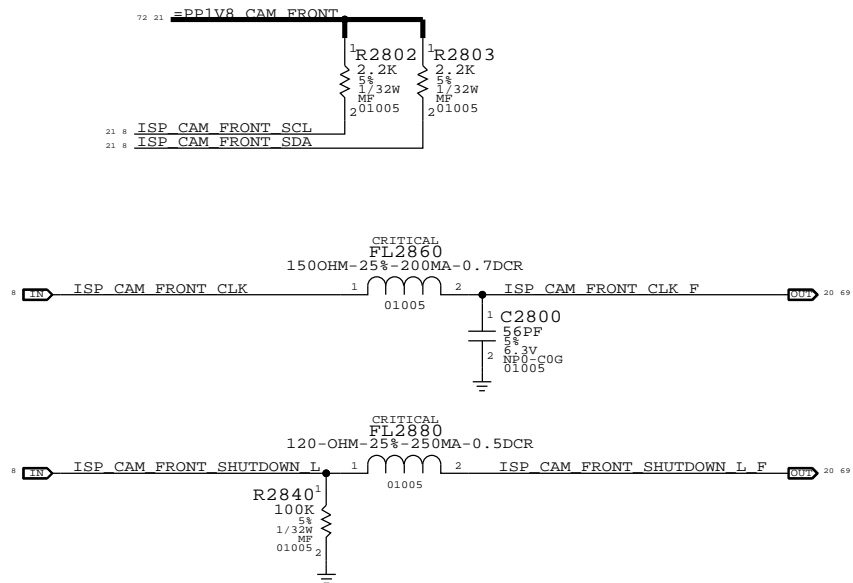 72 21 =PP1V8_CAM_FRONT
1 R2802
2.2K
5%
1/32W
MF
2 01005
1 R2803
2.2K
5%
1/32W
MF
2 01005
21 8 ISP_CAM_FRONT_SCL
21 8 ISP_CAM_FRONT_SDA
CRITICAL
FL2860
150OHM-25%-200MA-0.7DCR
8 IN ISP_CAM_FRONT_CLK 1 2 ISP_CAM_FRONT_CLK_F OUT 20 69
01005
1 C2800
56PF
5%
6.3V
2 NP0-C0G
01005
CRITICAL
FL2880
120-OHM-25%-250MA-0.5DCR
8 IN ISP_CAM_FRONT_SHUTDOWN_L 1 2 ISP_CAM_FRONT_SHUTDOWN_L_F OUT 20 69
01005
R2840 1
100K
5%
1/32W
MF
01005 2